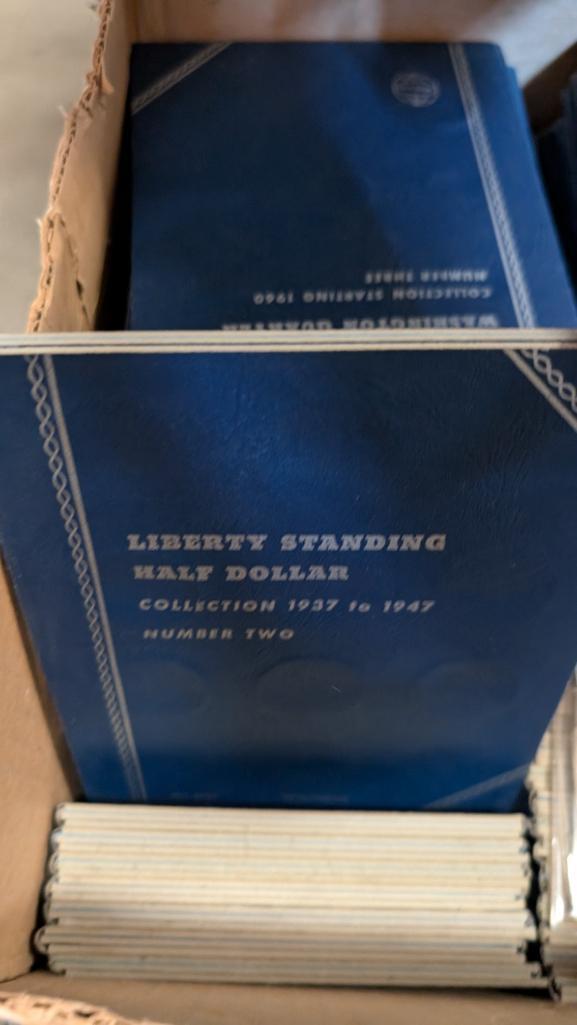 WASHINGTON QUARTER
COLLECTION STARTING 1960
NUMBER THREE
LIBERTY STANDING
HALF DOLLAR
COLLECTION 1937 to 1947
NUMBER TWO